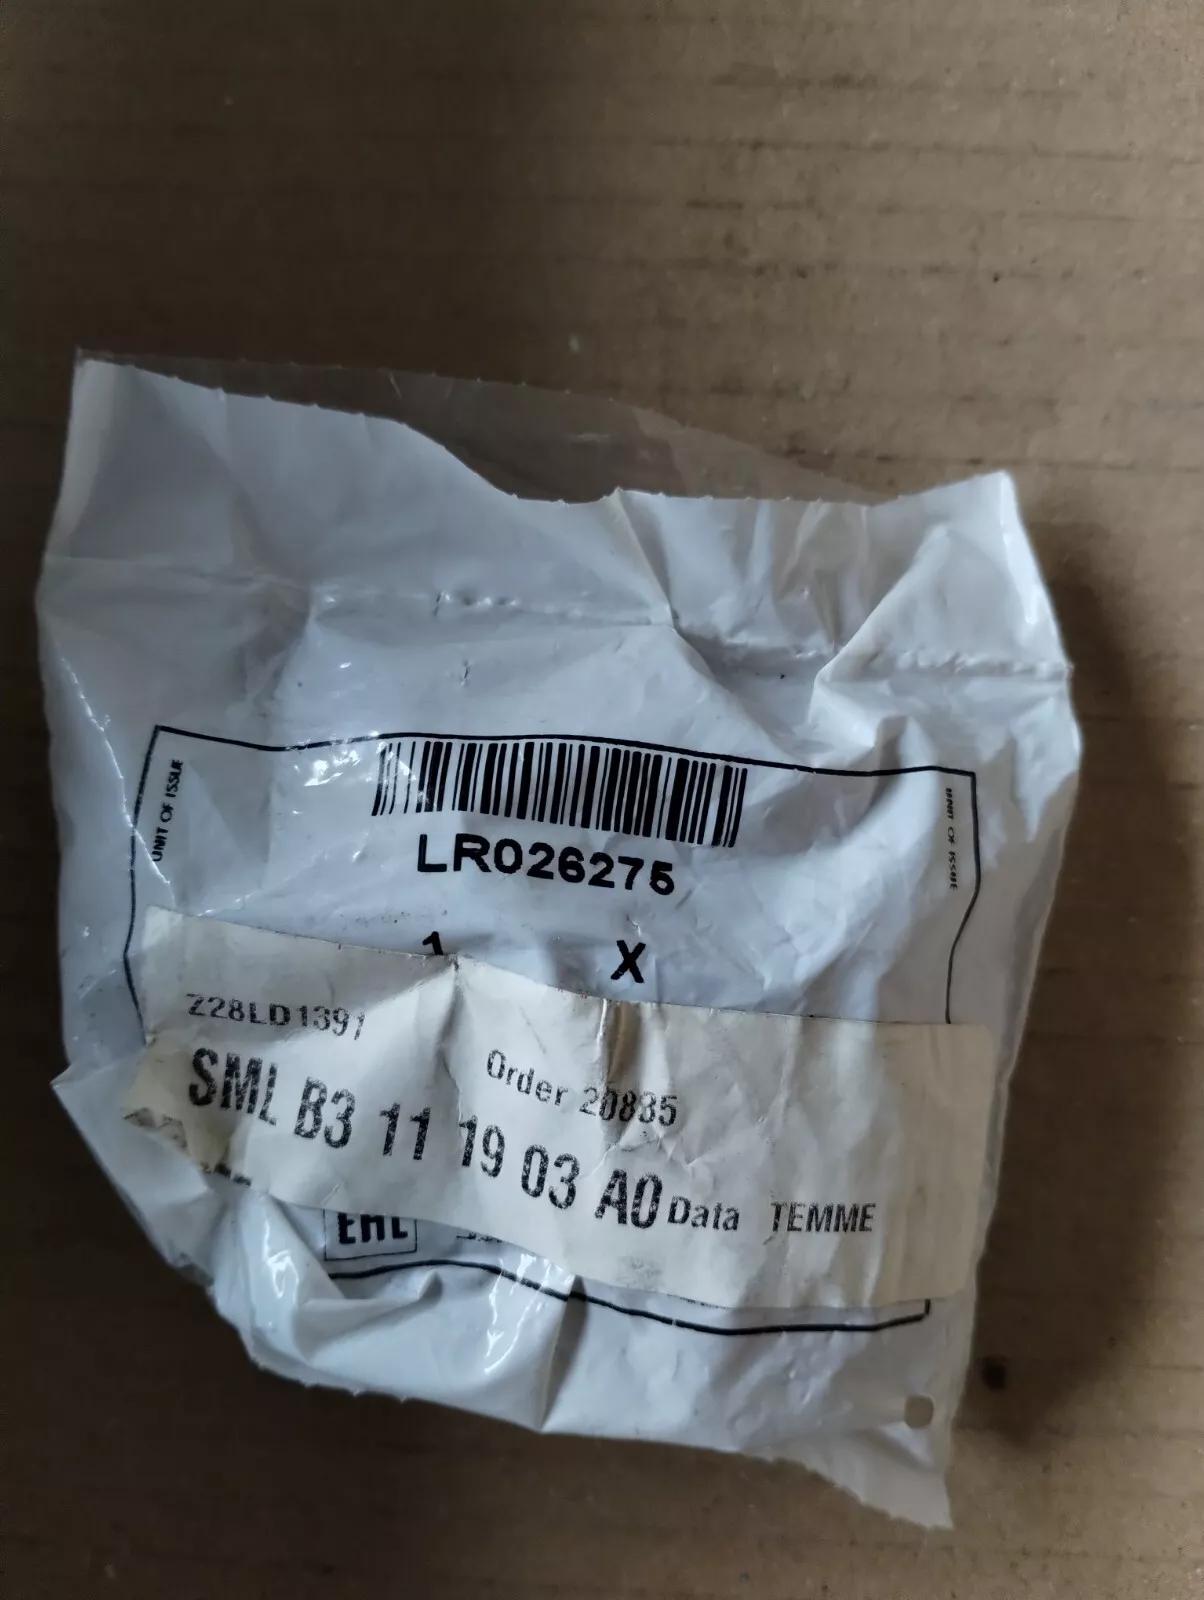 UNIT OF ISSUE
UNIT OF ISSUE
LR026275
1 X
Z28LD1391
Order 20835
SML B3 11 19 03 A0 Data TEMME